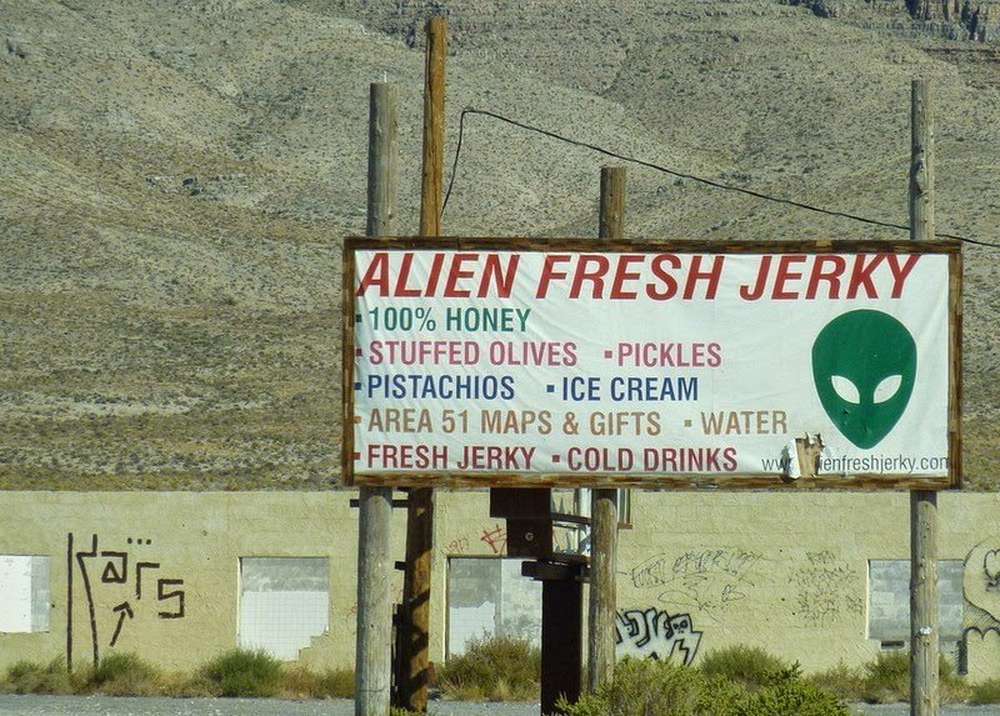 ALIEN FRESH JERKY
▪ 100% HONEY
▪ STUFFED OLIVES ▪ PICKLES
▪ PISTACHIOS ▪ ICE CREAM
▪ AREA 51 MAPS & GIFTS ▪ WATER
▪ FRESH JERKY ▪ COLD DRINKS